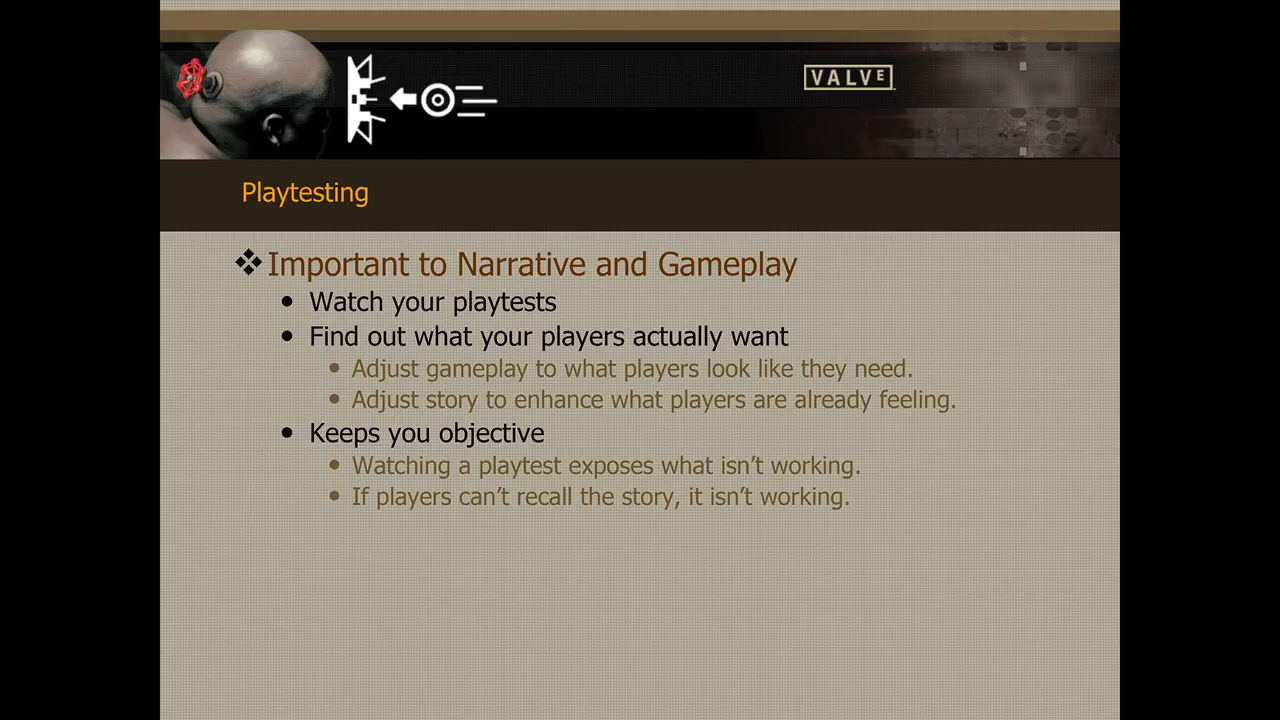 VALVE
Playtesting
Important to Narrative and Gameplay
Watch your playtests
Find out what your players actually want
Adjust gameplay to what players look like they need.
Adjust story to enhance what players are already feeling.
Keeps you objective
Watching a playtest exposes what isn’t working.
If players can’t recall the story, it isn’t working.